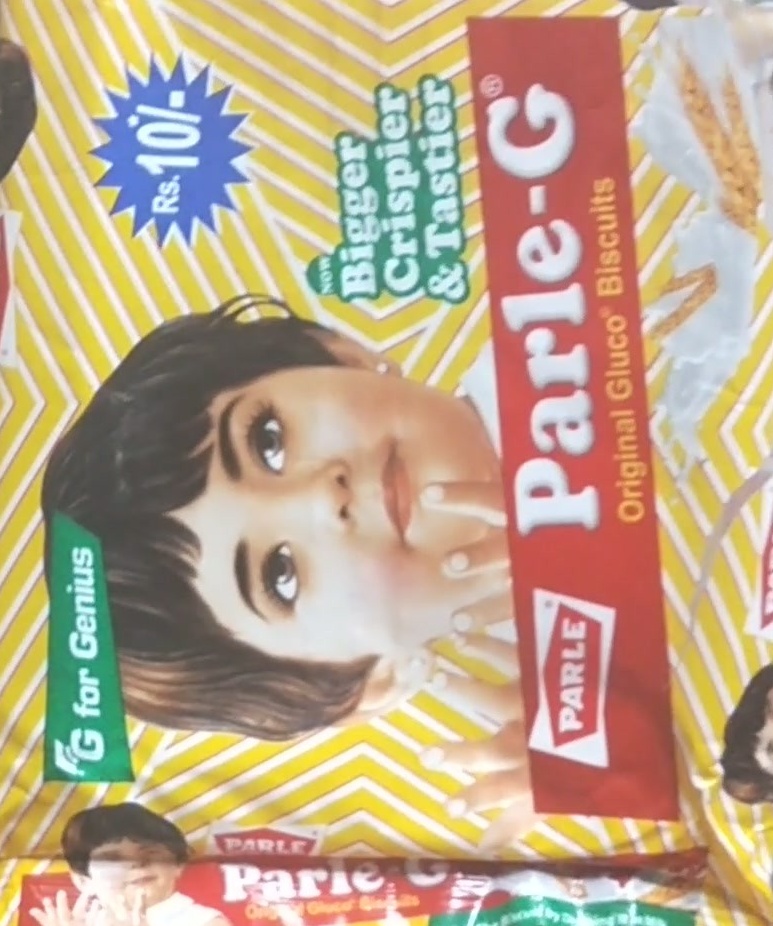 Rs.10/-
NOW
Bigger
Crispier
& Tastier
Parle-G®
Original Gluco® Biscuits
PARLE
G for Genius
PARLE
Parle-G
Original Gluco® Biscuits